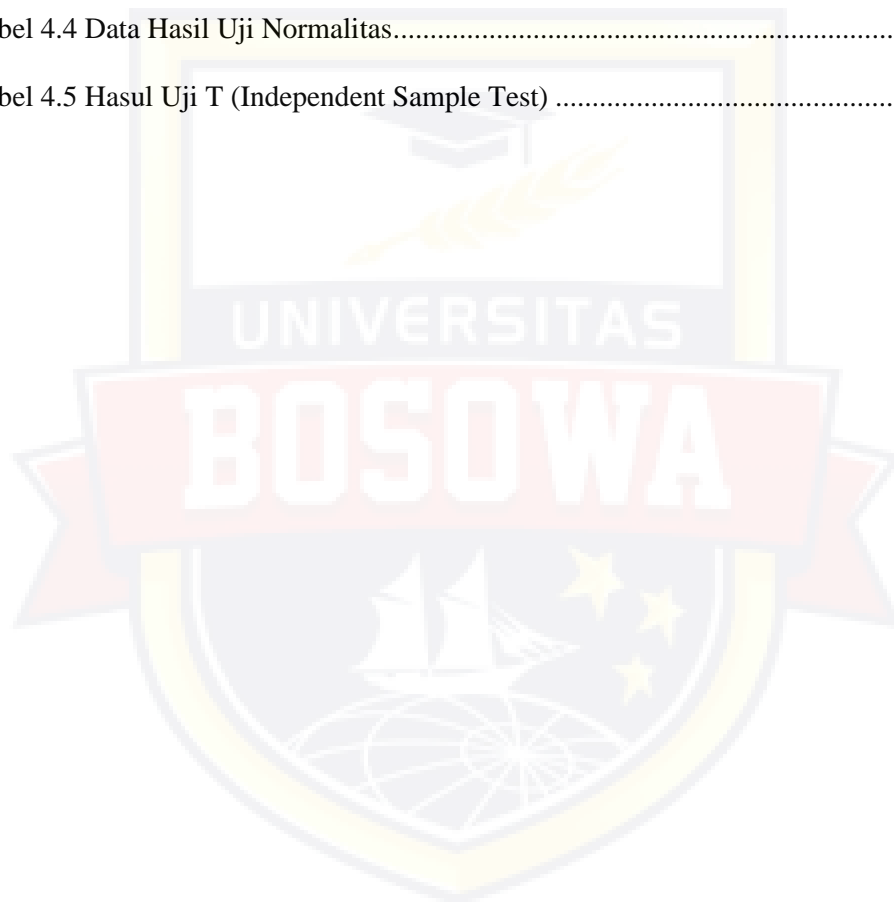 bel 4.4 Data Hasil Uji Normalitas....................................................................
bel 4.5 Hasul Uji T (Independent Sample Test) ..............................................
UNIVERSITAS
BOSOWA